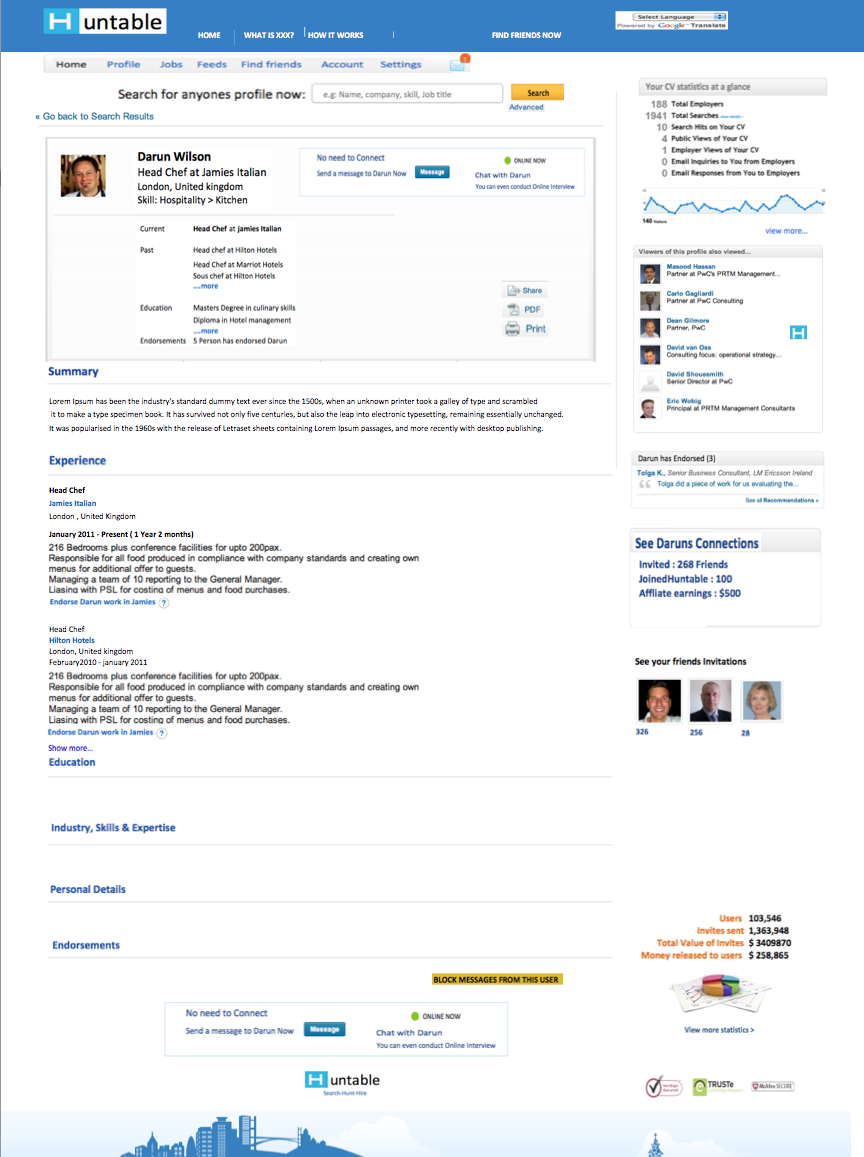 H untable
Select Language
Powered by Google™ Translate
HOME
WHAT IS XXX?
HOW IT WORKS
FIND FRIENDS NOW
Home
Profile
Jobs
Feeds
Find friends
Account
Settings
Search for anyones profile now:
e.g: Name, company, skill, Job title
Search
Advanced
« Go back to Search Results
Darun Wilson
Head Chef at Jamies Italian
London, United kingdom
Skill: Hospitality > Kitchen
No need to Connect
Send a message to Darun Now
Message
ONLINE NOW
Chat with Darun
You can even conduct Online Interview
Current Head Chef at jamies Italian
Past Head chef at Hilton Hotels
Head Chef at Marriot Hotels
Sous chef at Hilton Hotels
...more
Education Masters Degree in culinary skills
Diploma in Hotel management
...more
Endorsements 5 Person has endorsed Darun
Share
PDF
Print
Summary
Lorem Ipsum has been the industry's standard dummy text ever since the 1500s, when an unknown printer took a galley of type and scrambled
it to make a type specimen book. It has survived not only five centuries, but also the leap into electronic typesetting, remaining essentially unchanged.
It was popularised in the 1960s with the release of Letraset sheets containing Lorem Ipsum passages, and more recently with desktop publishing.
Experience
Head Chef
Jamies Italian
London , United Kingdom
January 2011 - Present ( 1 Year 2 months)
216 Bedrooms plus conference facilities for upto 200pax.
Responsible for all food produced in compliance with company standards and creating own
menus for additional offer to guests.
Managing a team of 10 reporting to the General Manager.
Liasing with PSL for costing of menus and food purchases.
Endorse Darun work in Jamies ?
Head Chef
Hilton Hotels
London, United kingdom
February2010 - january 2011
216 Bedrooms plus conference facilities for upto 200pax.
Responsible for all food produced in compliance with company standards and creating own
menus for additional offer to guests.
Managing a team of 10 reporting to the General Manager.
Liasing with PSL for costing of menus and food purchases.
Endorse Darun work in Jamies ?
Show more...
Education
Industry, Skills & Expertise
Personal Details
Endorsements
BLOCK MESSAGES FROM THIS USER
No need to Connect
Send a message to Darun Now
Message
ONLINE NOW
Chat with Darun
You can even conduct Online Interview
H untable
Search-Hunt-Hire
Your CV statistics at a glance
188 Total Employers
1941 Total Searches
10 Search Hits on Your CV
4 Public Views of Your CV
1 Employer Views of Your CV
0 Email Inquiries to You from Employers
0 Email Responses from You to Employers
140 Visitors
view more...
Viewers of this profile also viewed...
Masood Hassan
Partner at PwC's PRTM Management...
Carlo Gagliardi
Partner at PwC Consulting
Dean Gilmore
Partner, PwC
H
David van Oss
Consulting focus: operational strategy...
David Shouesmith
Senior Director at PwC
Eric Wobig
Principal at PRTM Management Consultants
Darun has Endorsed (3)
Tolga K., Senior Business Consultant, LM Ericsson Ireland
Tolga did a piece of work for us evaluating the...
See all Recommendations »
See Daruns Connections
Invited : 268 Friends
JoinedHuntable : 100
Affliate earnings : $500
See your friends Invitations
326
256
28
Users 103,546
Invites sent 1,363,948
Total Value of Invites $ 3409870
Money released to users $ 258,865
View more statistics >
VeriSign Secured
TRUSTe
McAfee SECURE